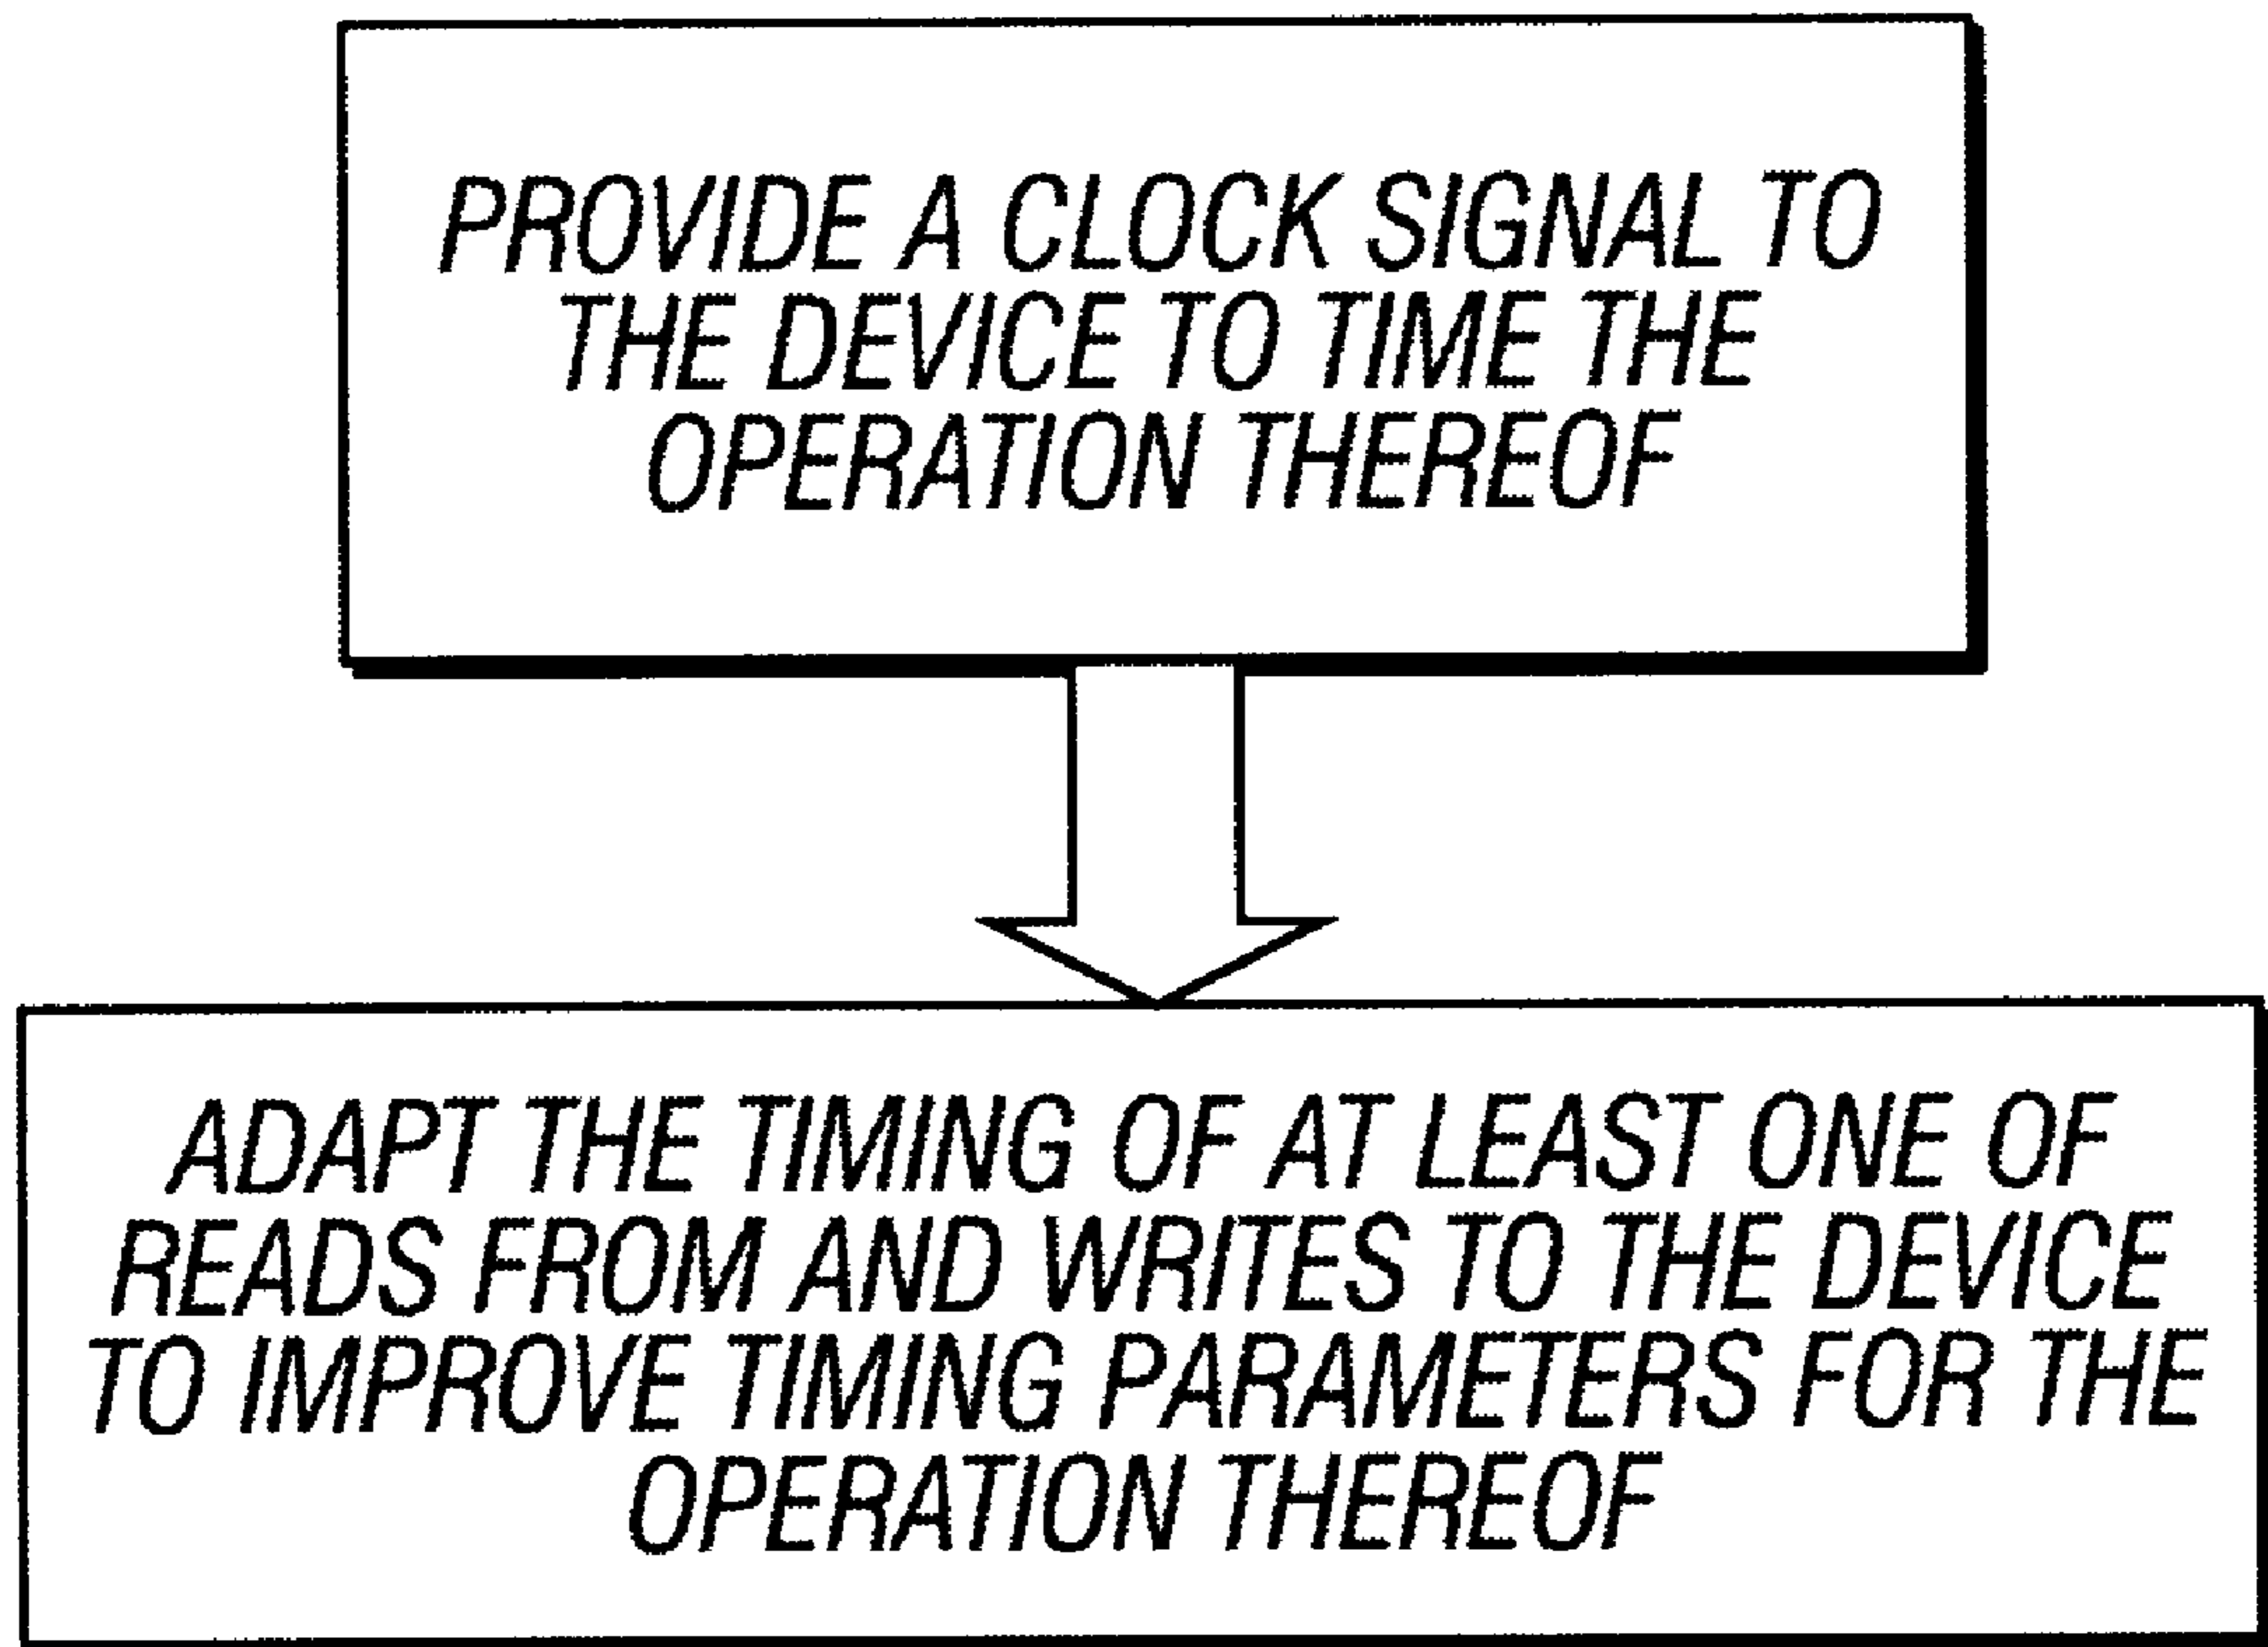 PROVIDE A CLOCK SIGNAL TO
THE DEVICE TO TIME THE
OPERATION THEREOF
ADAPT THE TIMING OF AT LEAST ONE OF
READS FROM AND WRITES TO THE DEVICE
TO IMPROVE TIMING PARAMETERS FOR THE
OPERATION THEREOF